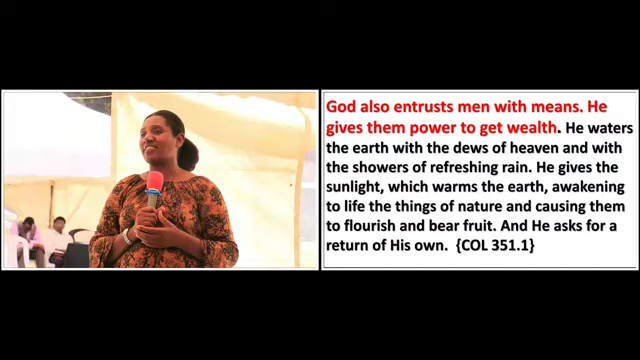 God also entrusts men with means. He
gives them power to get wealth. He waters
the earth with the dews of heaven and with
the showers of refreshing rain. He gives the
sunlight, which warms the earth, awakening
to life the things of nature and causing them
to flourish and bear fruit. And He asks for a
return of His own. {COL 351.1}